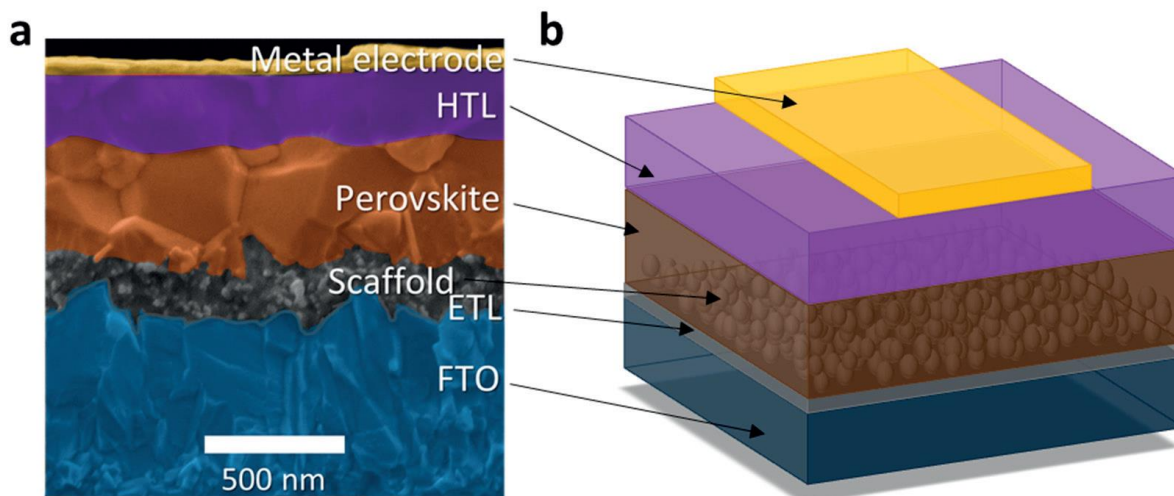 a
b
Metal electrode
HTL
Perovskite
Scaffold
ETL
FTO
500 nm